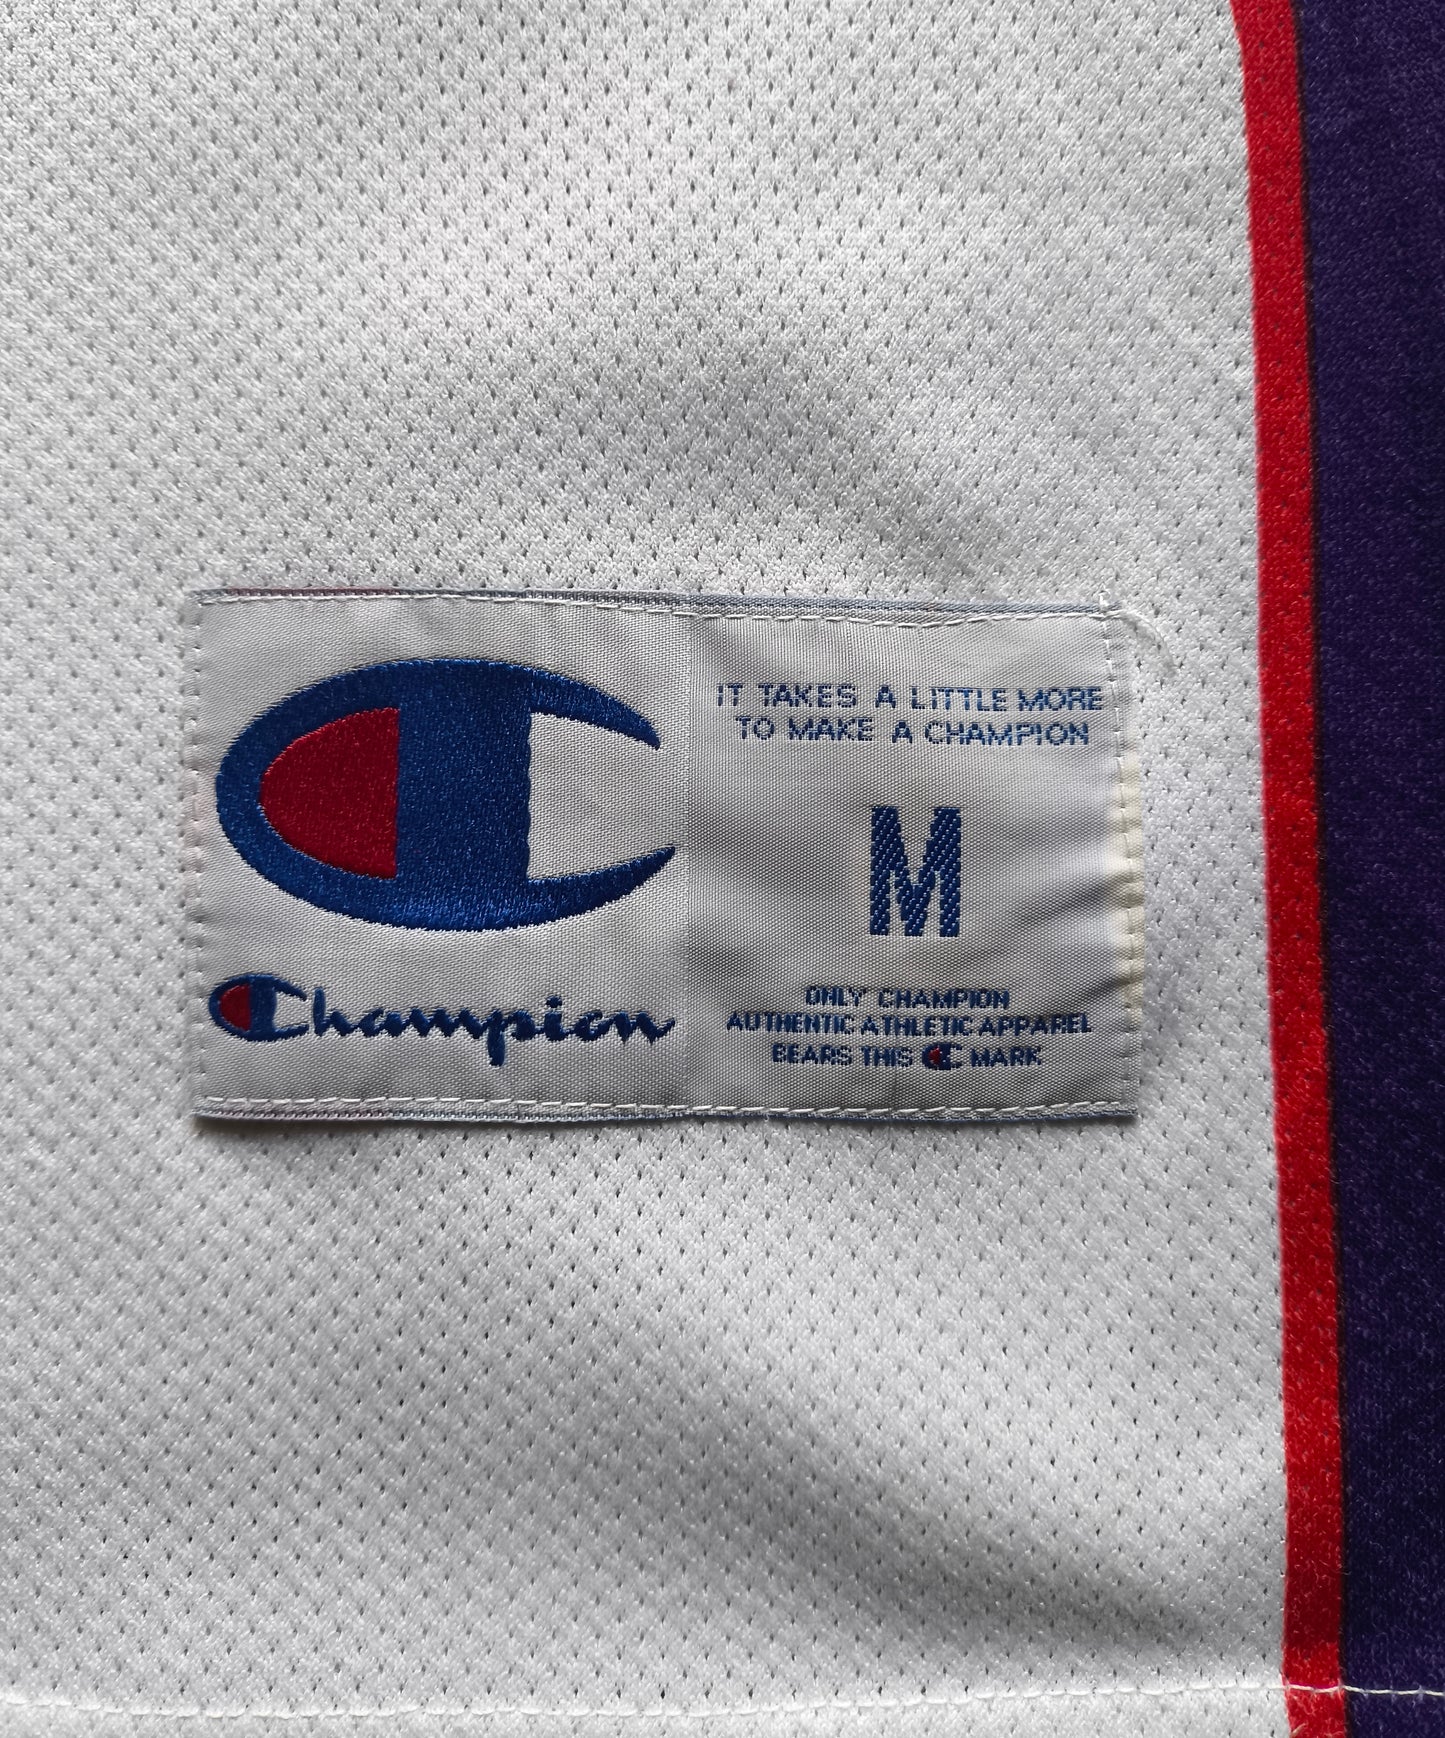 Champion
IT TAKES A LITTLE MORE
TO MAKE A CHAMPION
M
ONLY CHAMPION
AUTHENTIC ATHLETIC APPAREL
BEARS THIS C MARK